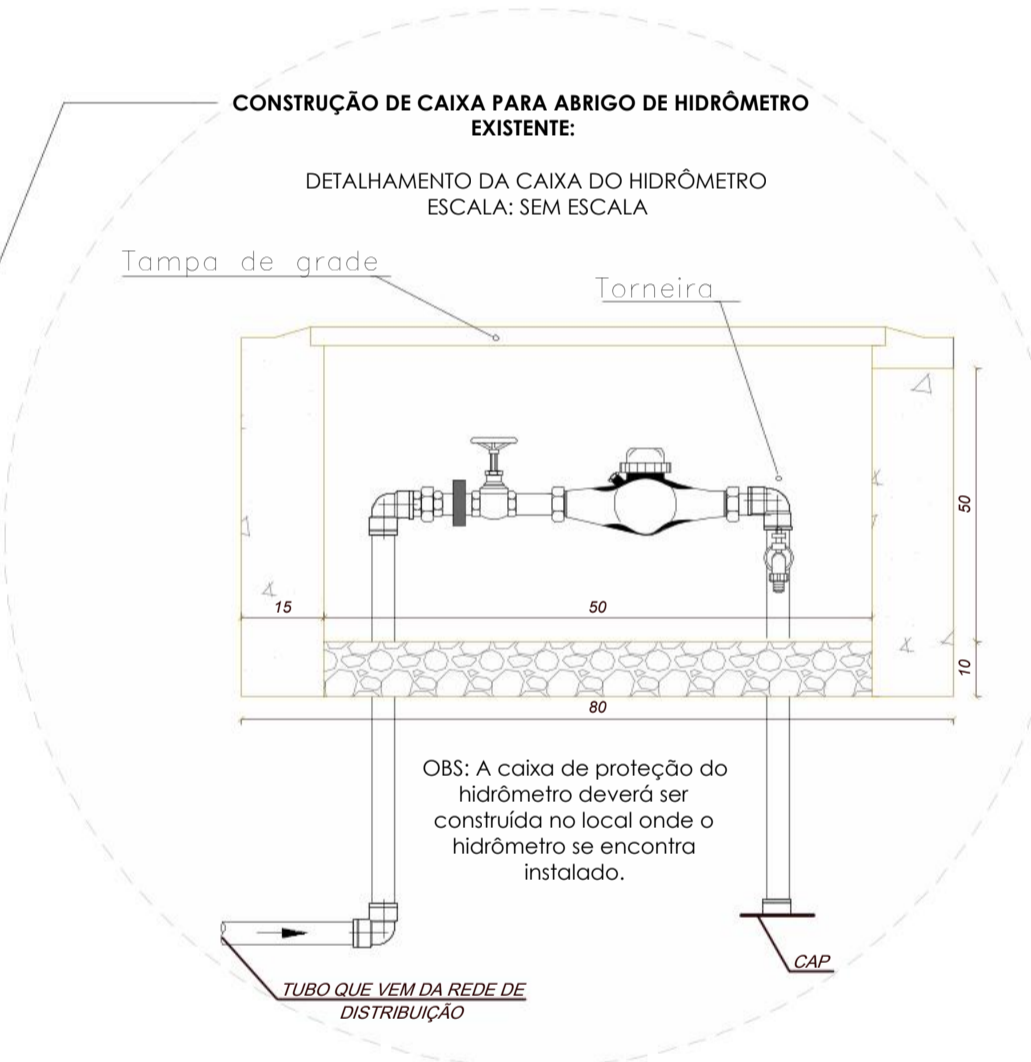 CONSTRUÇÃO DE CAIXA PARA ABRIGO DE HIDRÔMETRO
EXISTENTE:
DETALHAMENTO DA CAIXA DO HIDRÔMETRO
ESCALA: SEM ESCALA
Tampa de grade
Torneira
50
15
50
10
80
OBS: A caixa de proteção do
hidrômetro deverá ser
construída no local onde o
hidrômetro se encontra
instalado.
CAP
TUBO QUE VEM DA REDE DE
DISTRIBUIÇÃO